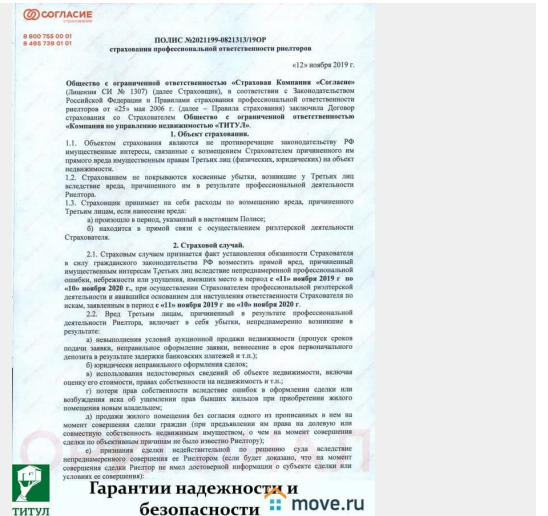 СОГЛАСИЕ
страхование
8 800 755 00 01
8 495 739 01 01
ПОЛИС №2021199-0821313/19ОР
страхования профессиональной ответственности риелторов
«12» ноября 2019 г.
Общество с ограниченной ответственностью «Страховая Компания «Согласие»
(Лицензия СИ № 1307) (далее Страховщик), в соответствии с Законодательством
Российской Федерации и Правилами страхования профессиональной ответственности
риелторов от «25» мая 2006 г. (далее – Правила страхования) заключила Договор
страхования со Страхователем Общество с ограниченной ответственностью
«Компания по управлению недвижимостью «ТИТУЛ».
1. Объект страхования.
1.1. Объектом страхования являются не противоречащие законодательству РФ
имущественные интересы, связанные с возмещением Страхователем причиненного им
прямого вреда имущественным правам Третьих лиц (физических, юридических) на объект
недвижимости.
1.2. Страхованием не покрываются косвенные убытки, возникшие у Третьих лиц
вследствие вреда, причиненного им в результате профессиональной деятельности
Риелтора.
1.3. Страховщик принимает на себя расходы по возмещению вреда, причиненного
Третьим лицам, если нанесение вреда:
а) произошло в период, указанный в настоящем Полисе;
б) находится в прямой связи с осуществлением риэлтерской деятельности
Страхователя.
2. Страховой случай.
2.1. Страховым случаем признается факт установления обязанности Страхователя
в силу гражданского законодательства РФ возместить прямой вред, причиненный
имущественным интересам Третьих лиц вследствие непреднамеренной профессиональной
ошибки, небрежности или упущения, имевших место в период с «11» ноября 2019 г по
«10» ноября 2020 г., при осуществлении Страхователем профессиональной риэлтерской
деятельности и явившийся основанием для наступления ответственности Страхователя по
искам, заявленным в период с «11» ноября 2019 г по «10» ноября 2020 г.
2.2. Вред Третьим лицам, причиненный в результате профессиональной
деятельности Риелтора, включает в себя убытки, непреднамеренно возникшие в
результате:
а) невыполнения условий аукционной продажи недвижимости (пропуск сроков
подачи заявки, неправильное оформление заявки, невнесение в срок первоначального
депозита в результате задержки банковских платежей и т.п.);
б) юридически неправильного оформления сделок;
в) использования недостоверных сведений об объекте недвижимости, включая
оценку его стоимости, правах собственности на недвижимость и т.п.;
г) потери прав собственности вследствие ошибок в оформлении сделки или
возбуждения иска об ущемлении прав бывших жильцов при приобретении жилого
помещения новым владельцем;
д) продажи жилого помещения без согласия одного из прописанных в нем на
момент совершения сделки граждан (при предъявлении им права на долевую или
совместную собственность недвижимым имуществом, о чем на момент совершения
сделки по объективным причинам не было известно Риелтору);
е) признания сделки недействительной по решению суда вследствие
непреднамеренного совершения ее Риелтором (если будет доказано, что на момент
совершения сделки Риелтор не имел достоверной информации о субъекте сделки или
условиях ее совершения):
Гарантии надежности и
безопасности
ТИТУЛ
move.ru